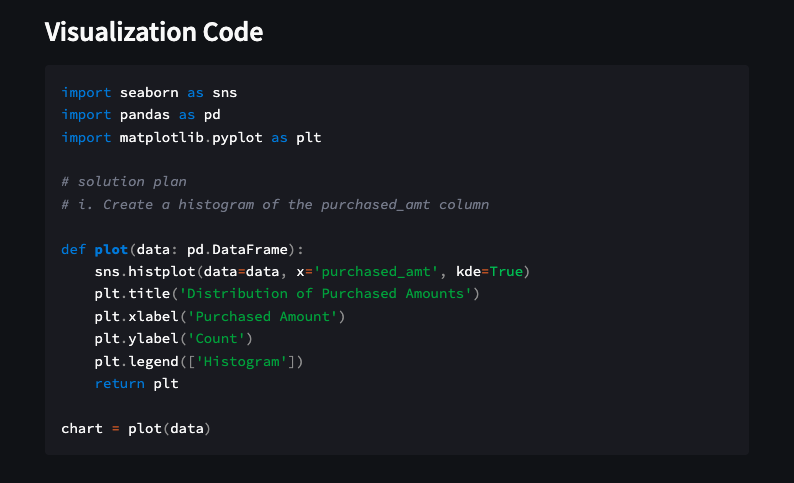 Visualization Code
import seaborn as sns
import pandas as pd
import matplotlib.pyplot as plt
# solution plan
# i. Create a histogram of the purchased_amt column
def plot(data: pd.DataFrame):
    sns.histplot(data=data, x='purchased_amt', kde=True)
    plt.title('Distribution of Purchased Amounts')
    plt.xlabel('Purchased Amount')
    plt.ylabel('Count')
    plt.legend(['Histogram'])
    return plt
chart = plot(data)